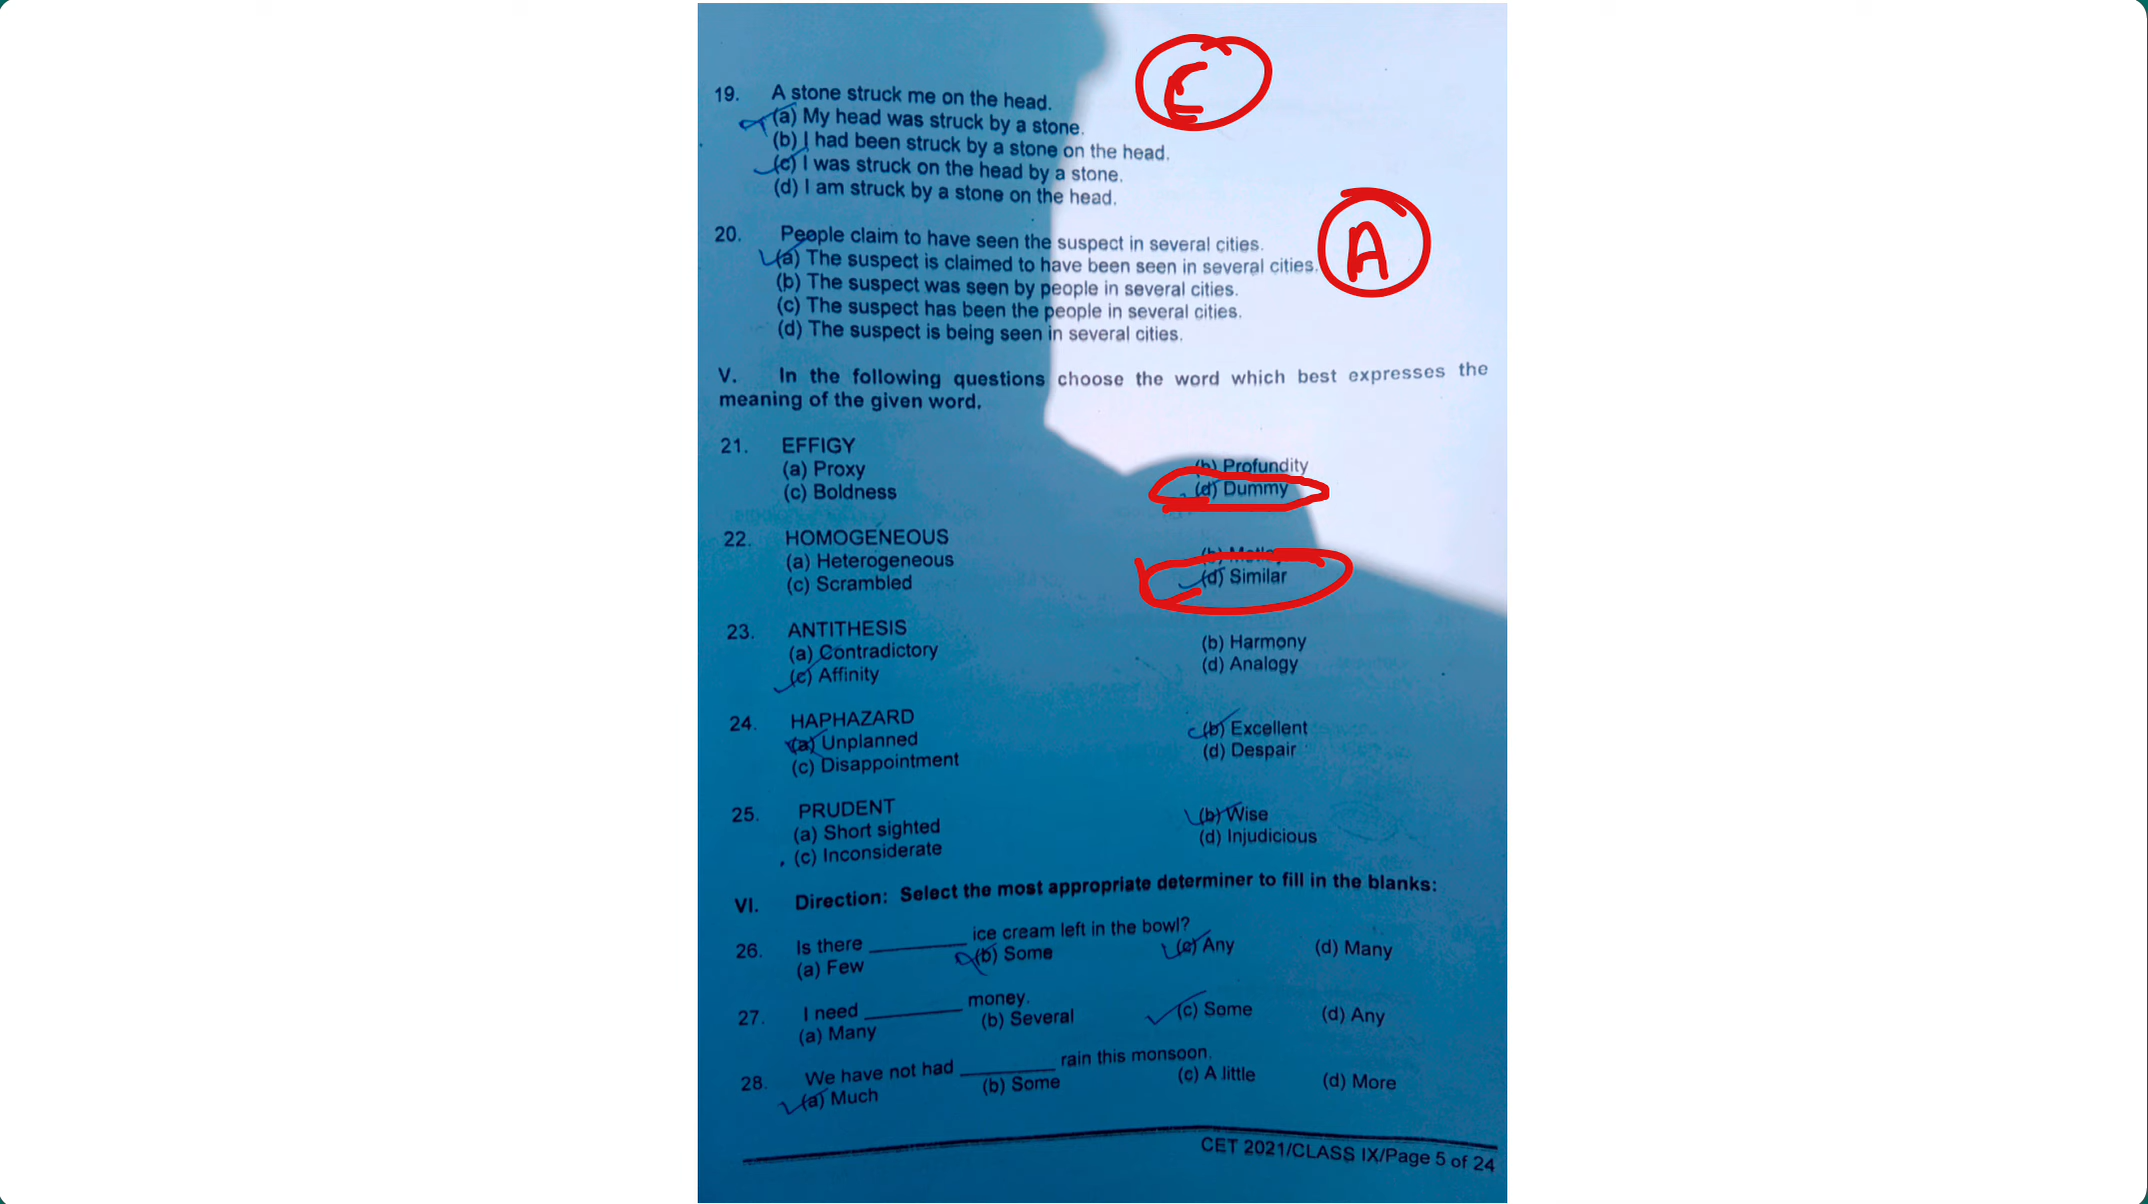 19. A stone struck me on the head.
(a) My head was struck by a stone.
(b) I had been struck by a stone on the head.
(c) I was struck on the head by a stone.
(d) I am struck by a stone on the head.
C
20. People claim to have seen the suspect in several cities.
(a) The suspect is claimed to have been seen in several cities.
(b) The suspect was seen by people in several cities.
(c) The suspect has been the people in several cities.
(d) The suspect is being seen in several cities.
A
V. In the following questions choose the word which best expresses the
meaning of the given word.
21. EFFIGY
(a) Proxy (b) Profundity
(c) Boldness (d) Dummy
22. HOMOGENEOUS
(a) Heterogeneous (b)
(c) Scrambled (d) Similar
23. ANTITHESIS
(a) Contradictory (b) Harmony
(c) Affinity (d) Analogy
24. HAPHAZARD
(a) Unplanned (b) Excellent
(c) Disappointment (d) Despair
25. PRUDENT
(a) Short sighted (b) Wise
(c) Inconsiderate (d) Injudicious
VI. Direction: Select the most appropriate determiner to fill in the blanks:
26. Is there ________ ice cream left in the bowl?
(a) Few (b) Some (c) Any (d) Many
27. I need ________ money.
(a) Many (b) Several (c) Some (d) Any
28. We have not had ________ rain this monsoon.
(a) Much (b) Some (c) A little (d) More
CET 2021/CLASS IX/Page 5 of 24